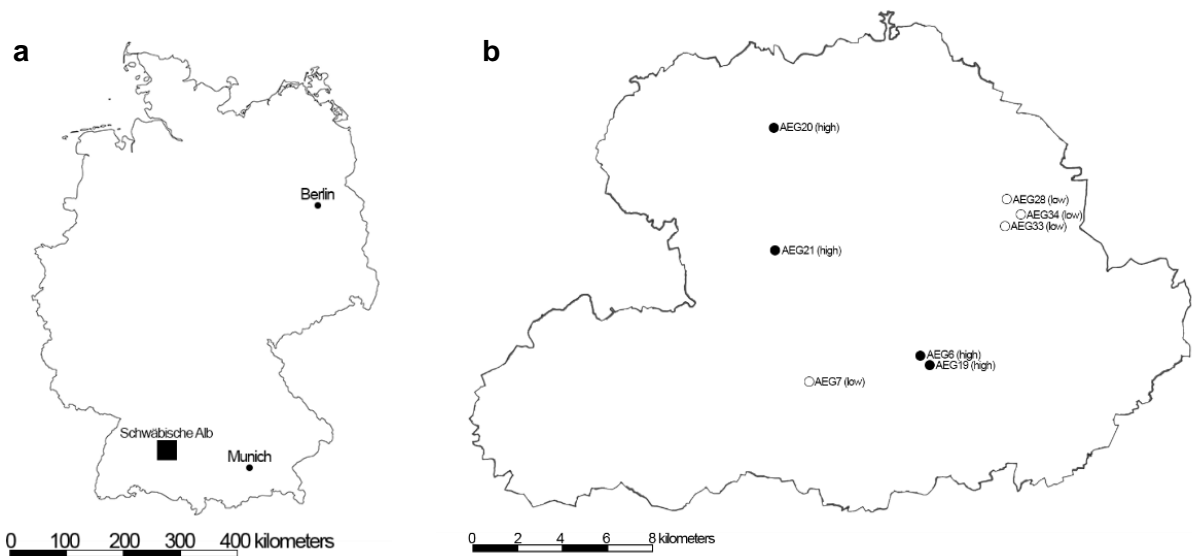 a
Berlin
Schwäbische Alb
Munich
0 100 200 300 400 kilometers
b
AEG20 (high)
AEG28 (low)
AEG34 (low)
AEG33 (low)
AEG21 (high)
AEG6 (high)
AEG19 (high)
AEG7 (low)
0 2 4 6 8 kilometers